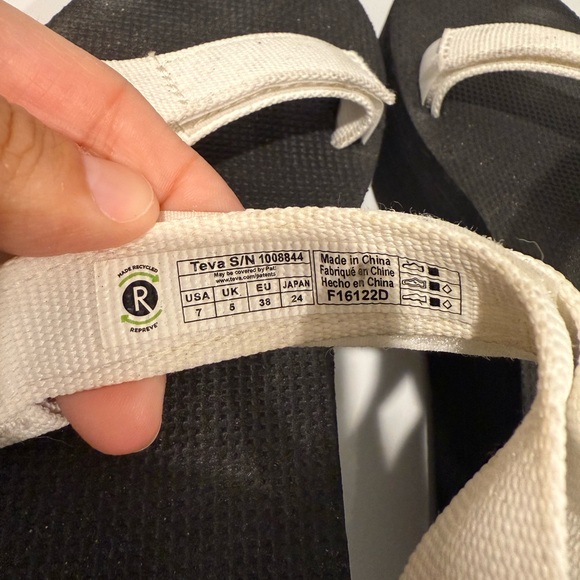 MADE RECYCLED
R
REPREVE
Teva S/N 1008844
May be covered by Pat:
www.teva.com/patents
USA UK EU JAPAN
7 5 38 24
Made in China
Fabriqué en Chine
Hecho en China
F16122D